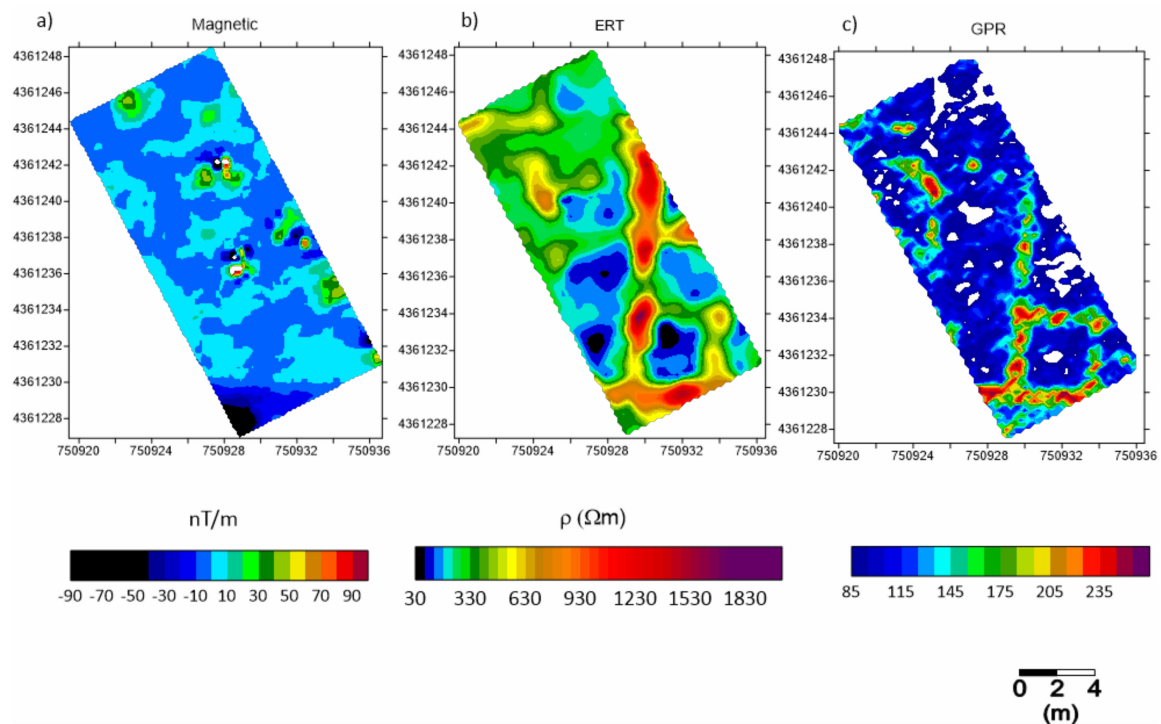 a) Magnetic
b) ERT
c) GPR
4361248
4361246
4361244
4361242
4361240
4361238
4361236
4361234
4361232
4361230
4361228
750920 750924 750928 750932 750936
4361248
4361246
4361244
4361242
4361240
4361238
4361236
4361234
4361232
4361230
4361228
750920 750924 750928 750932 750936
4361248
4361246
4361244
4361242
4361240
4361238
4361236
4361234
4361232
4361230
4361228
750920 750924 750928 750932 750936
nT/m
-90 -70 -50 -30 -10 10 30 50 70 90
ρ (Ωm)
30 330 630 930 1230 1530 1830
85 115 145 175 205 235
0 2 4
(m)